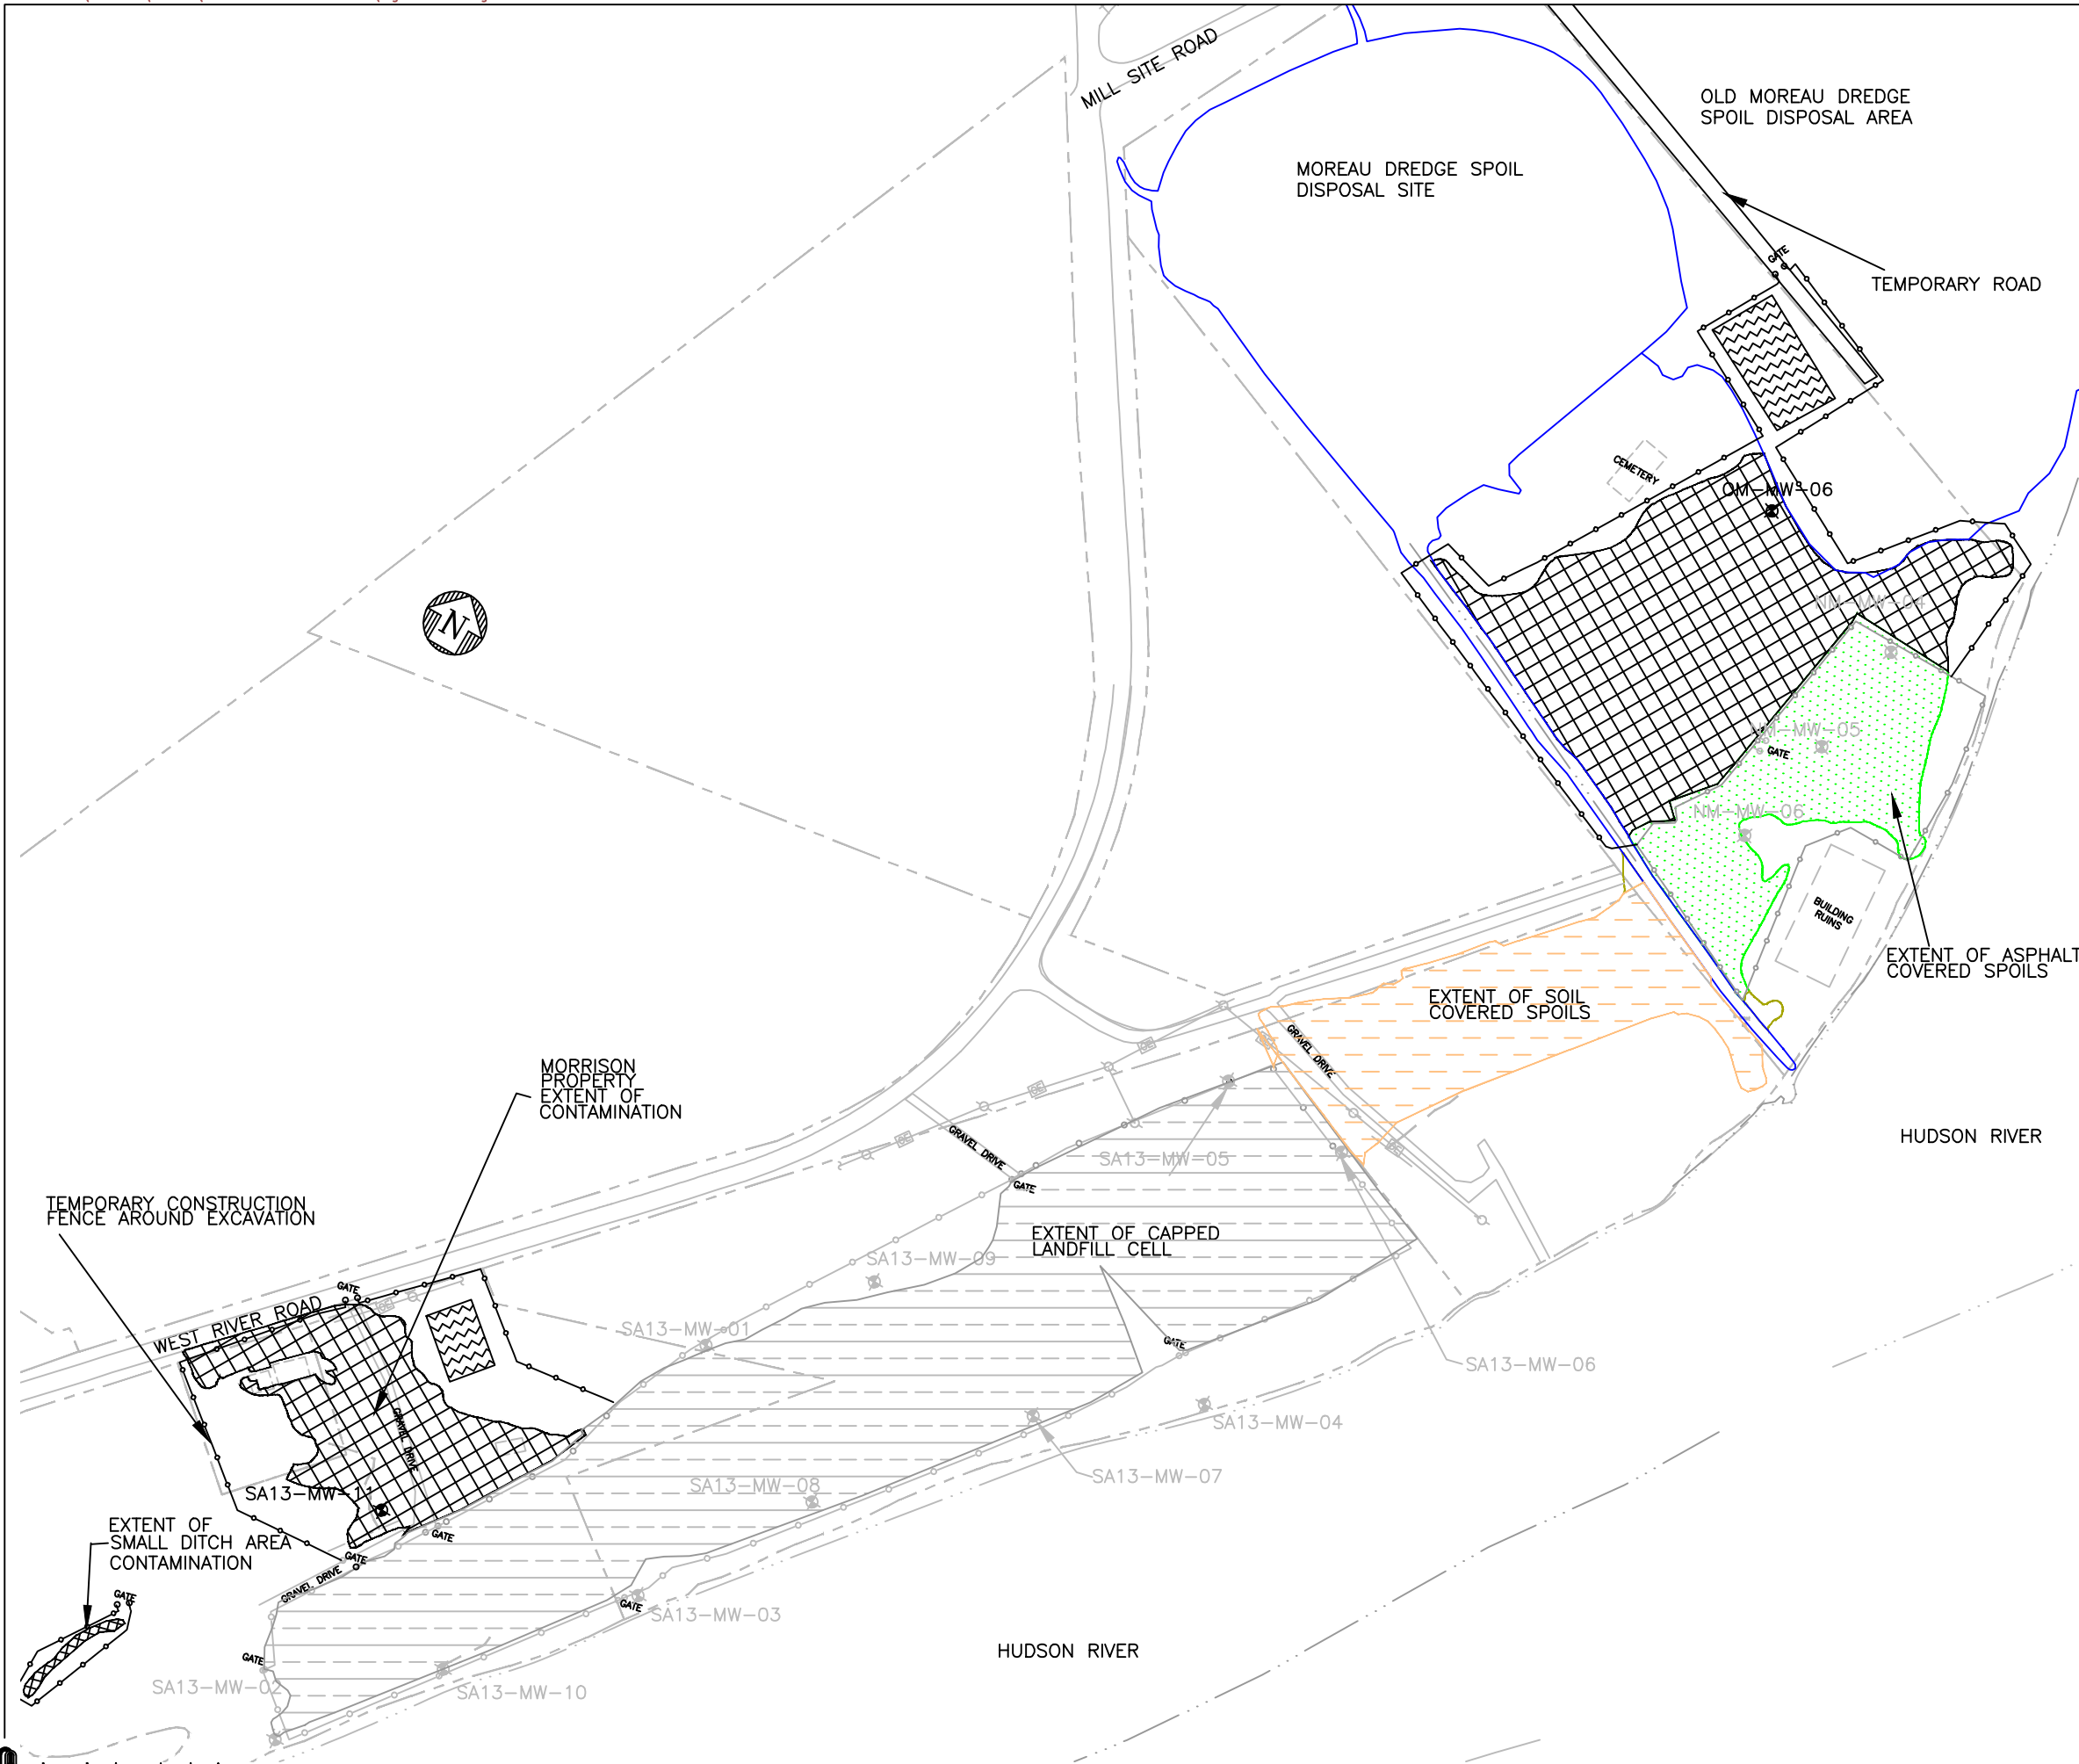 MILL SITE ROAD
OLD MOREAU DREDGE
SPOIL DISPOSAL AREA
MOREAU DREDGE SPOIL
DISPOSAL SITE
GATE
TEMPORARY ROAD
CEMETERY
OM-MW-06
N
NM-MW-04
NM-MW-05
GATE
NM-MW-06
BUILDING
RUINS
EXTENT OF ASPHALT
COVERED SPOILS
EXTENT OF SOIL
COVERED SPOILS
GRAVEL DRIVE
MORRISON
PROPERTY
EXTENT OF
CONTAMINATION
HUDSON RIVER
GRAVEL DRIVE
SA13-MW-05
GATE
TEMPORARY CONSTRUCTION
FENCE AROUND EXCAVATION
EXTENT OF CAPPED
LANDFILL CELL
SA13-MW-09
GATE
WEST RIVER ROAD
SA13-MW-01
GATE
SA13-MW-06
GRAVEL DRIVE
SA13-MW-04
SA13-MW-07
SA13-MW-08
SA13-MW-11
EXTENT OF
SMALL DITCH AREA
CONTAMINATION
GATE
GATE
GRAVEL DRIVE
GATE
GATE
SA13-MW-03
HUDSON RIVER
GATE
SA13-MW-02
SA13-MW-10